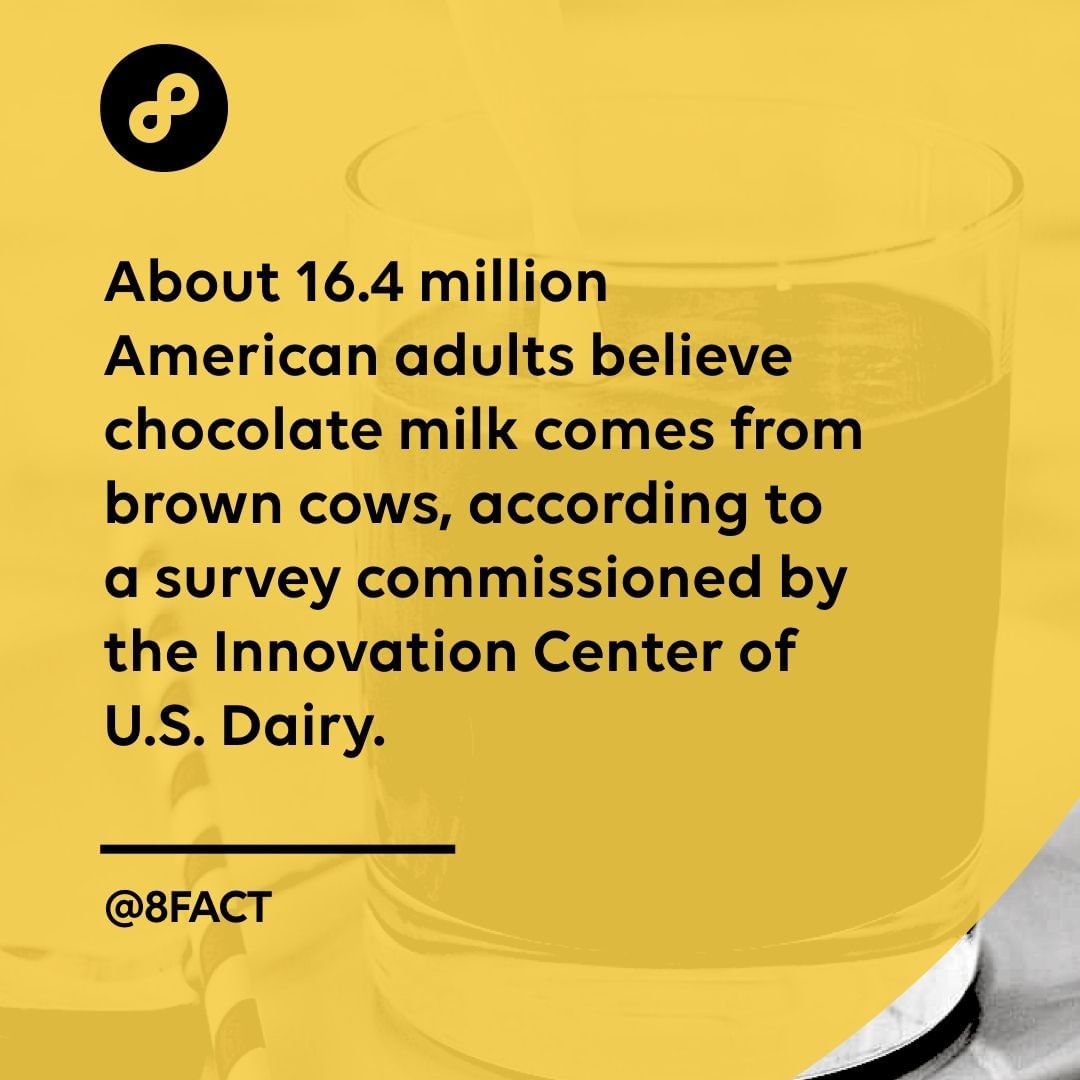 About 16.4 million
American adults believe
chocolate milk comes from
brown cows, according to
a survey commissioned by
the Innovation Center of
U.S. Dairy.
@8FACT